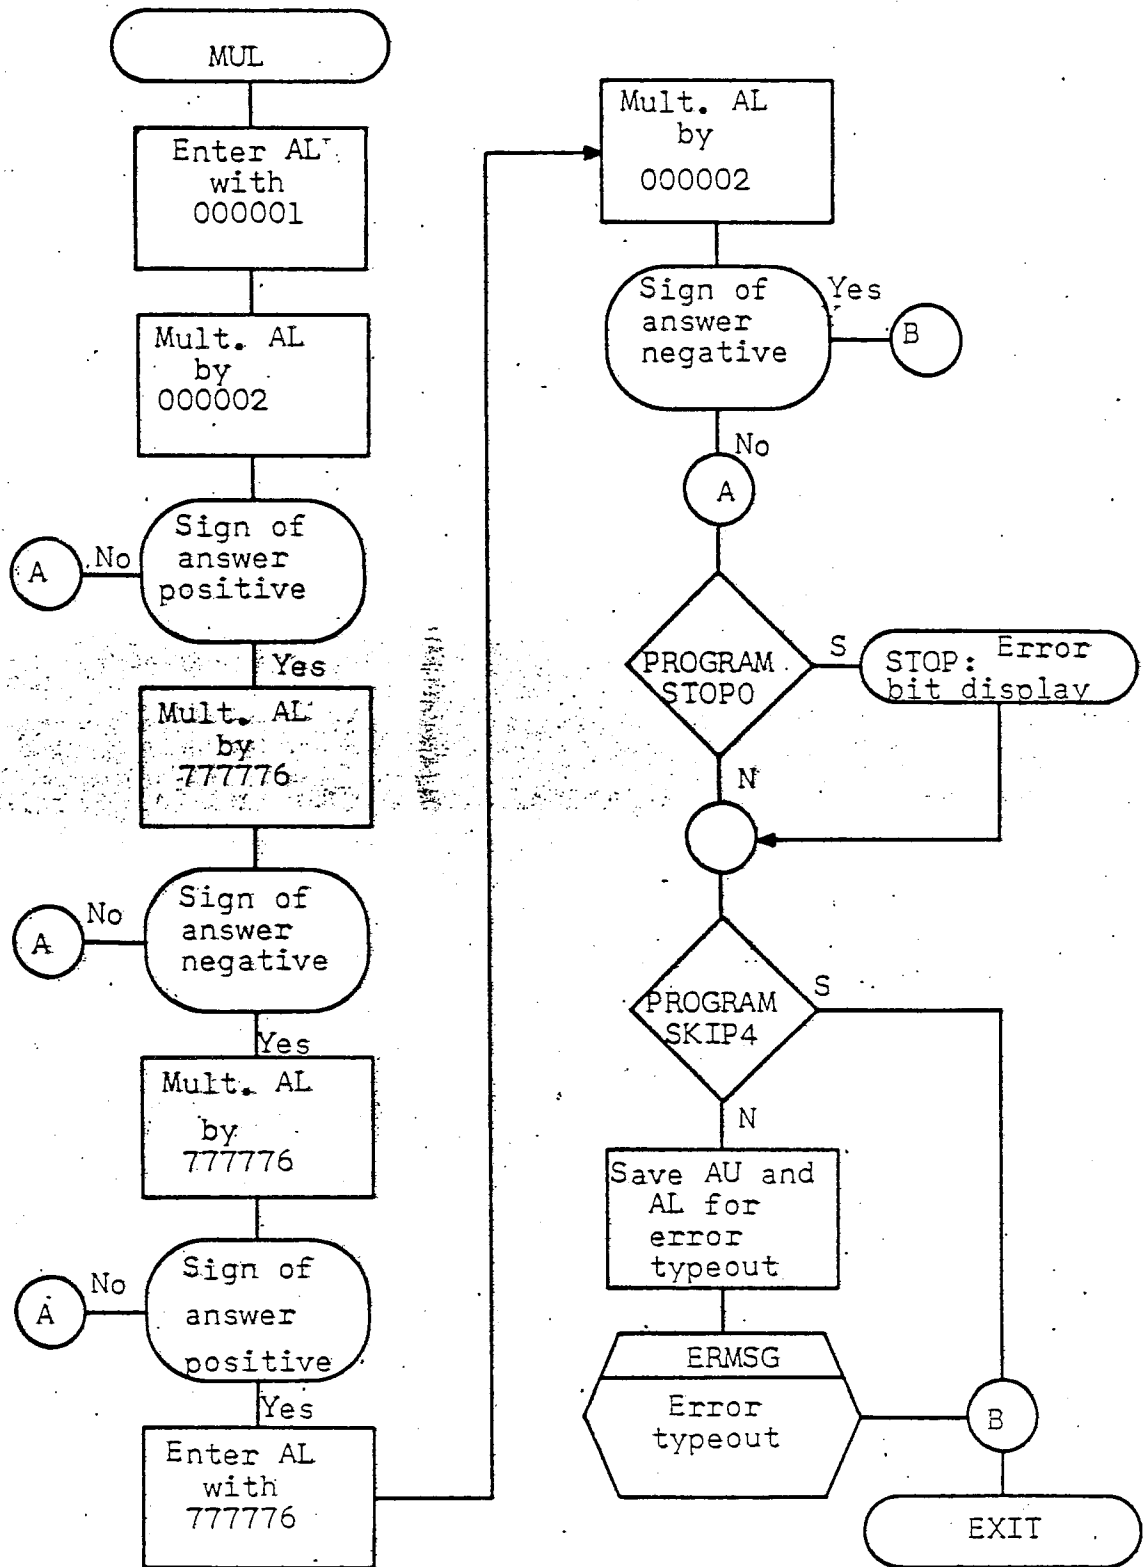 MUL
Enter AL
with
000001
Mult. AL
by
000002
Sign of
answer
positive
No
A
Yes
Mult. AL
by
777776
Sign of
answer
negative
No
A
Yes
Mult. AL
by
777776
Sign of
answer
positive
No
A
Yes
Enter AL
with
777776
Mult. AL
by
000002
Sign of
answer
negative
Yes
B
No
A
PROGRAM
STOP0
S
STOP: Error
bit display
N
PROGRAM
SKIP4
S
N
Save AU and
AL for
error
typeout
ERMSG
Error
typeout
B
EXIT